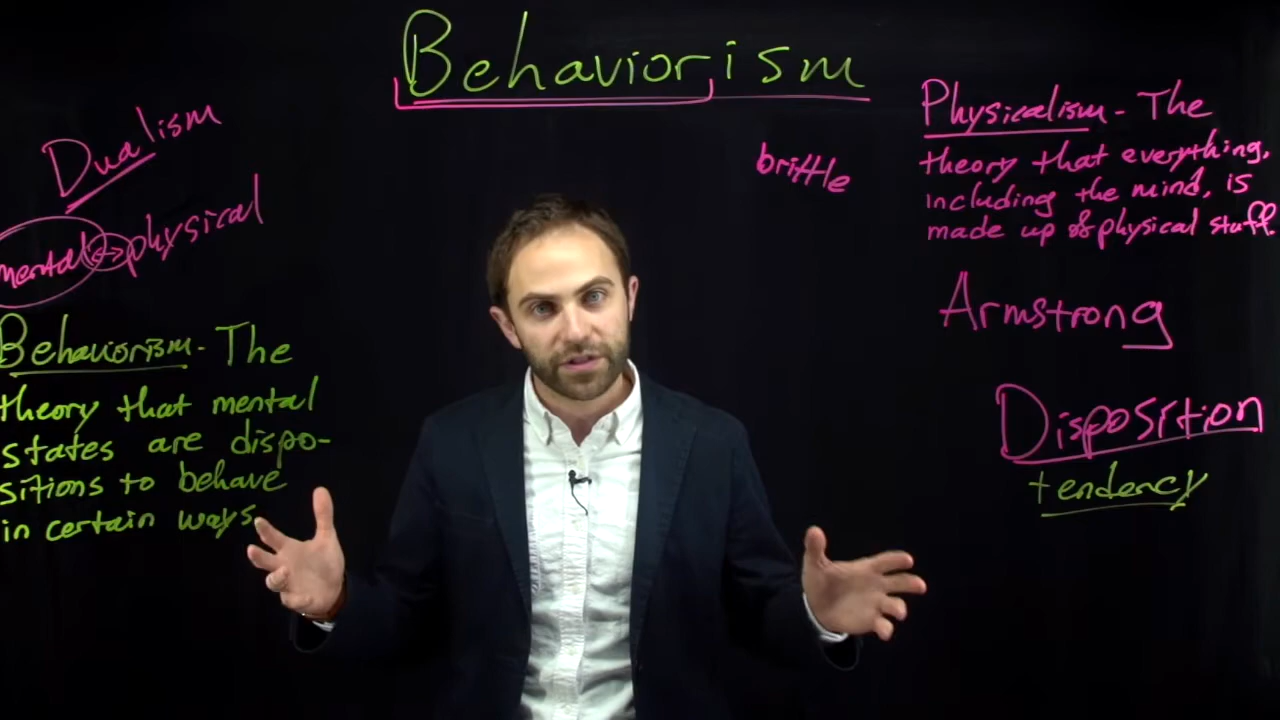 Behaviorism
Dualism
mental ↔ physical
Behaviorism - The
theory that mental
states are dispo-
sitions to behave
in certain ways.
brittle
Physicalism - The
theory that everything,
including the mind, is
made up of physical stuff.
Armstrong
Disposition
tendency